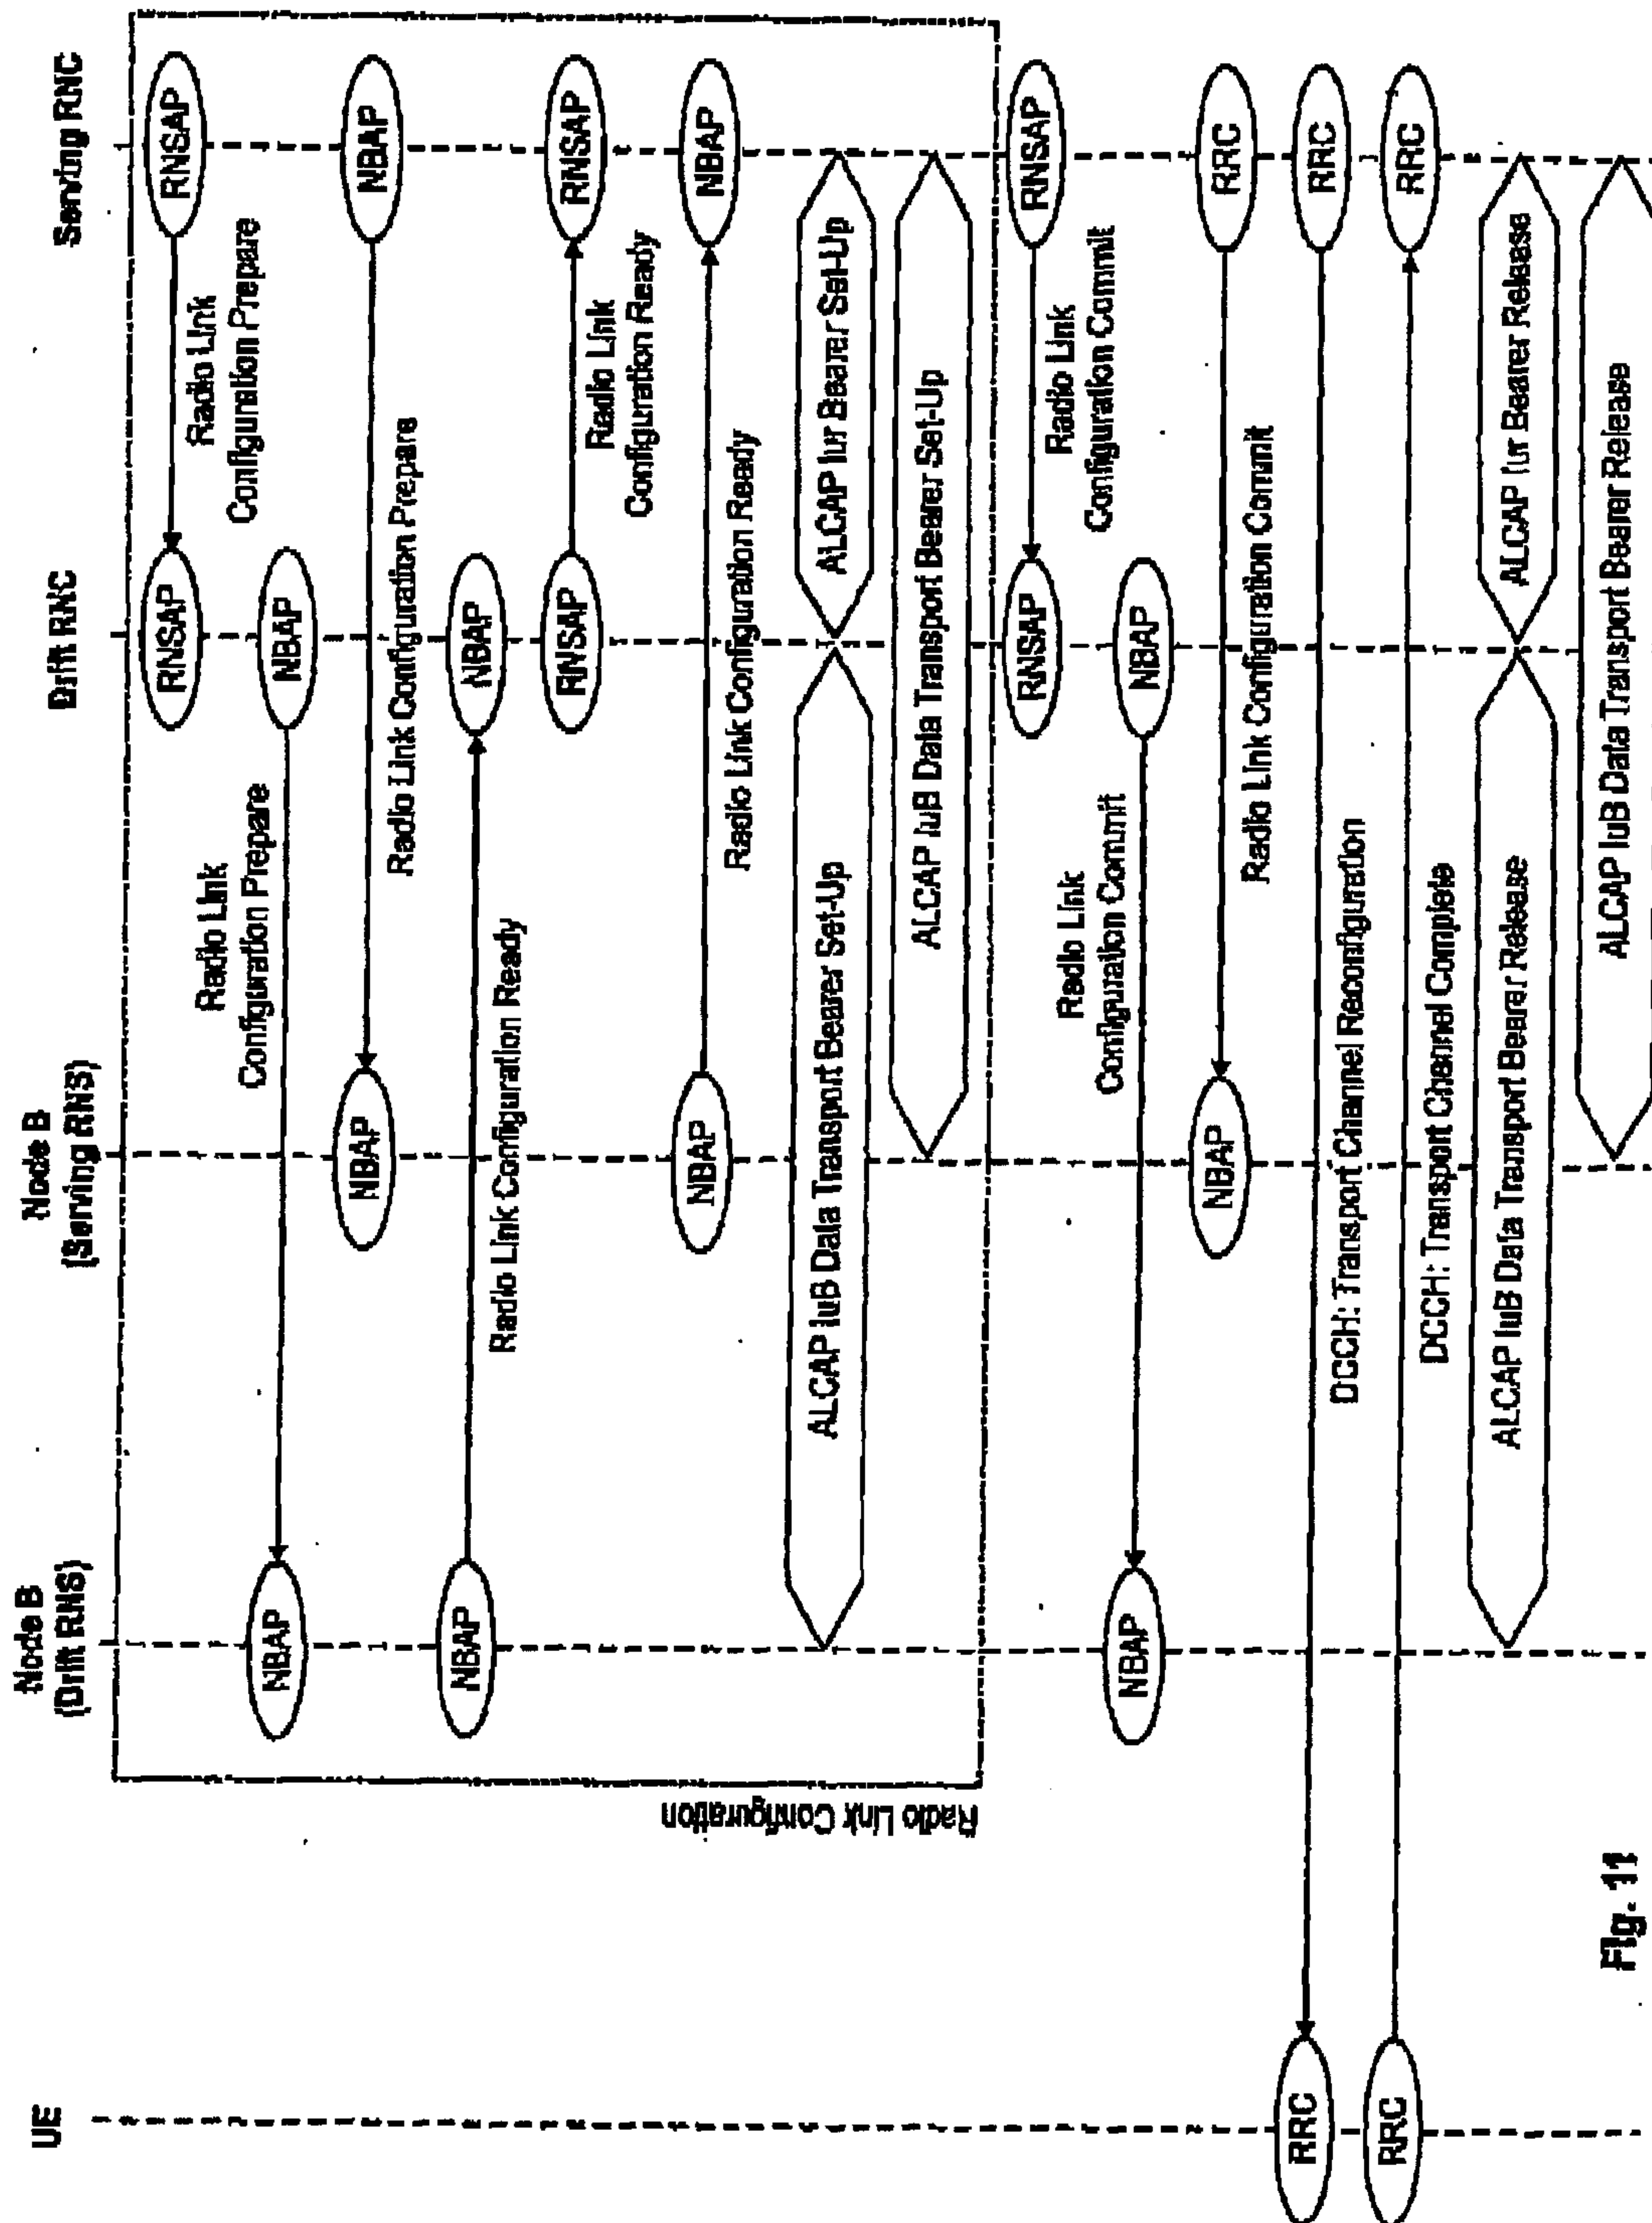 UE
Node B
(Drift RNS)
Node B
(Serving RNS)
Drift RNC
Serving RNC
RNSAP
RNSAP
Radio Link
Configuration Prepare
NBAP
NBAP
Radio Link
Configuration Prepare
NBAP
NBAP
Radio Link Configuration Prepare
NBAP
NBAP
Radio Link Configuration Ready
RNSAP
RNSAP
Radio Link
Configuration Ready
NBAP
NBAP
Radio Link Configuration Ready
ALCAP IuB Data Transport Bearer Set-Up
ALCAP Iur Bearer Set-Up
ALCAP IuB Data Transport Bearer Set-Up
Radio Link Configuration
RNSAP
RNSAP
Radio Link
Configuration Commit
NBAP
NBAP
Radio Link
Configuration Commit
NBAP
RRC
Radio Link Configuration Commit
RRC
RRC
DCCH: Transport Channel Reconfiguration
RRC
RRC
DCCH: Transport Channel Complete
ALCAP IuB Data Transport Bearer Release
ALCAP Iur Bearer Release
ALCAP IuB Data Transport Bearer Release
Fig. 11